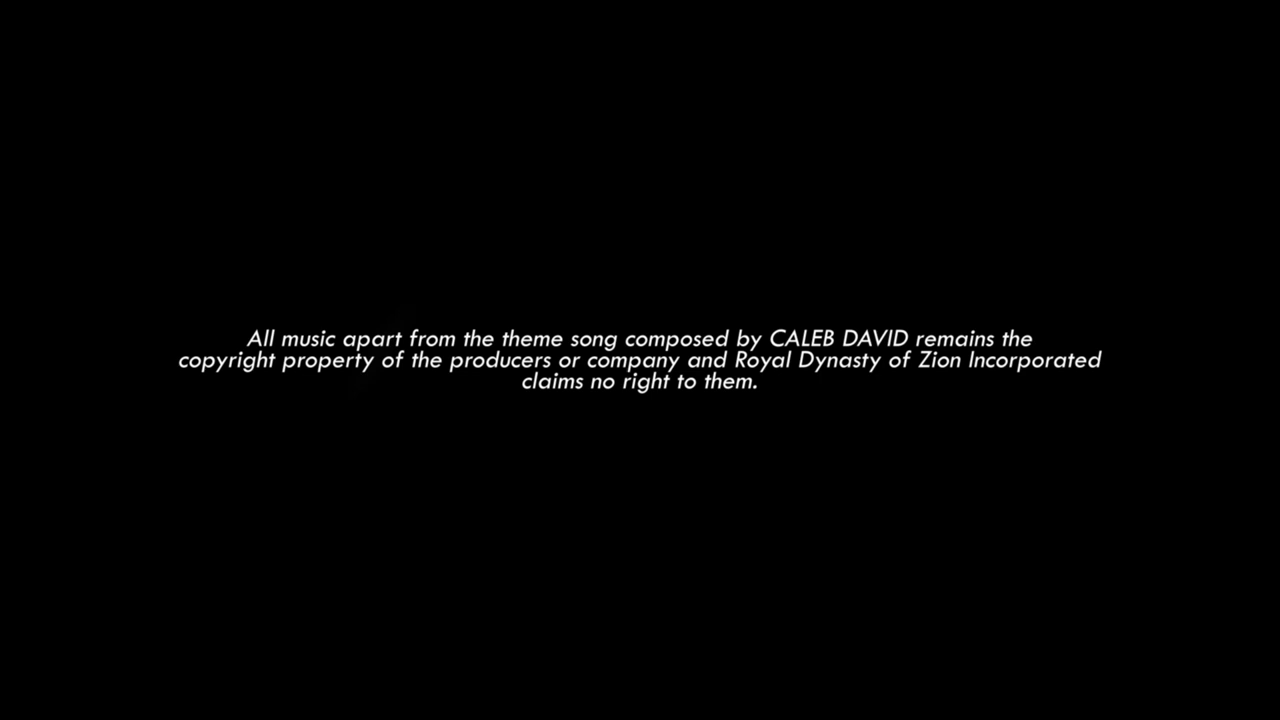 All music apart from the theme song composed by CALEB DAVID remains the
copyright property of the producers or company and Royal Dynasty of Zion Incorporated
claims no right to them.